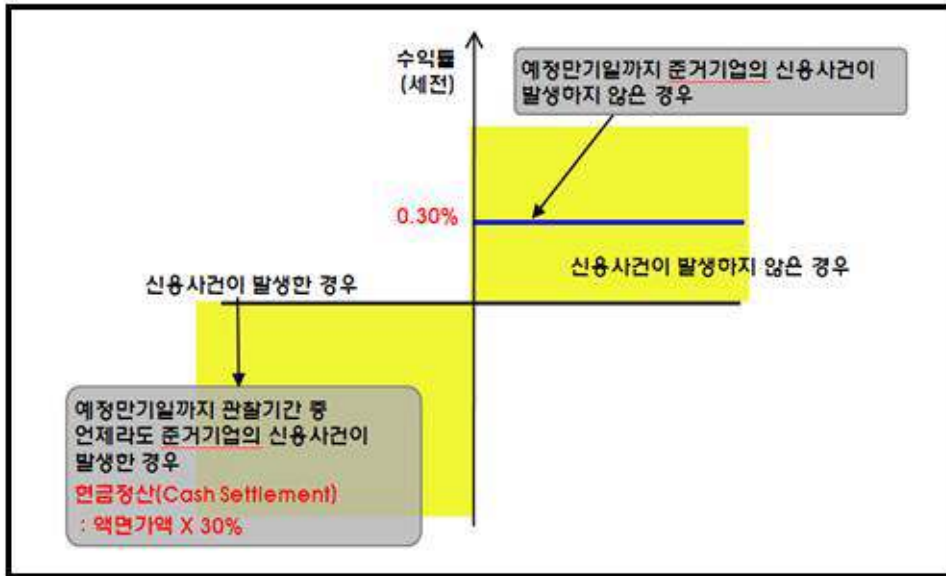 수익률
(세전)
예정만기일까지 준거기업의 신용사건이
발생하지 않은 경우
0.30%
신용사건이 발생하지 않은 경우
신용사건이 발생한 경우
예정만기일까지 관찰기간 중
언제라도 준거기업의 신용사건이
발생한 경우
현금정산(Cash Settlement)
: 액면가액 X 30%